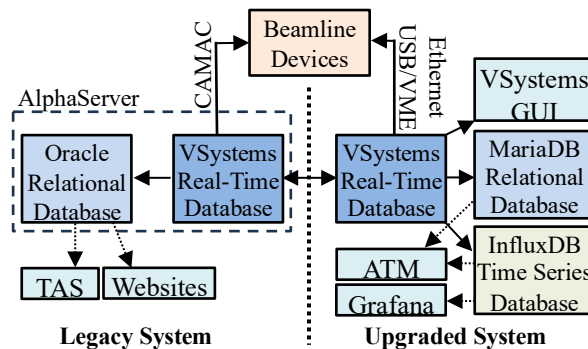 Beamline
Devices
CAMAC
Ethernet
USB/VME
AlphaServer
VSystems
GUI
Oracle
Relational
Database
VSystems
Real-Time
Database
VSystems
Real-Time
Database
MariaDB
Relational
Database
InfluxDB
Time Series
Database
TAS
Websites
ATM
Grafana
Legacy System
Upgraded System